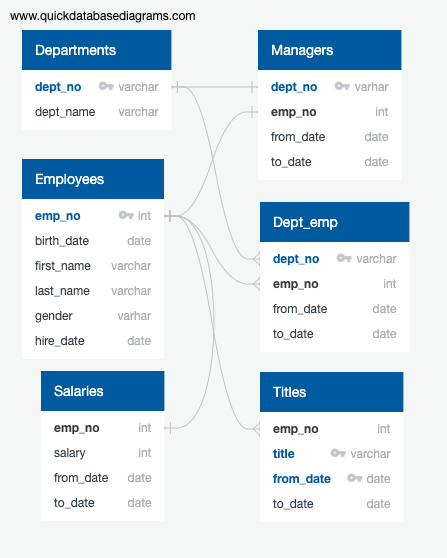 www.quickdatabasediagrams.com
Departments
dept_no varchar
dept_name varchar
Managers
dept_no varhar
emp_no int
from_date date
to_date date
Employees
emp_no int
birth_date date
first_name varchar
last_name varchar
gender varhar
hire_date date
Dept_emp
dept_no varchar
emp_no int
from_date date
to_date date
Salaries
emp_no int
salary int
from_date date
to_date date
Titles
emp_no int
title varchar
from_date date
to_date date